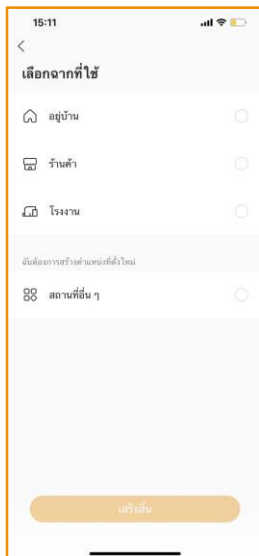 15:11
เลือกฉากที่ใช้
อยู่บ้าน
ร้านค้า
โรงงาน
ฉันต้องการสร้างตำแหน่งที่ตั้งใหม่
สถานที่อื่น ๆ
เสร็จสิ้น